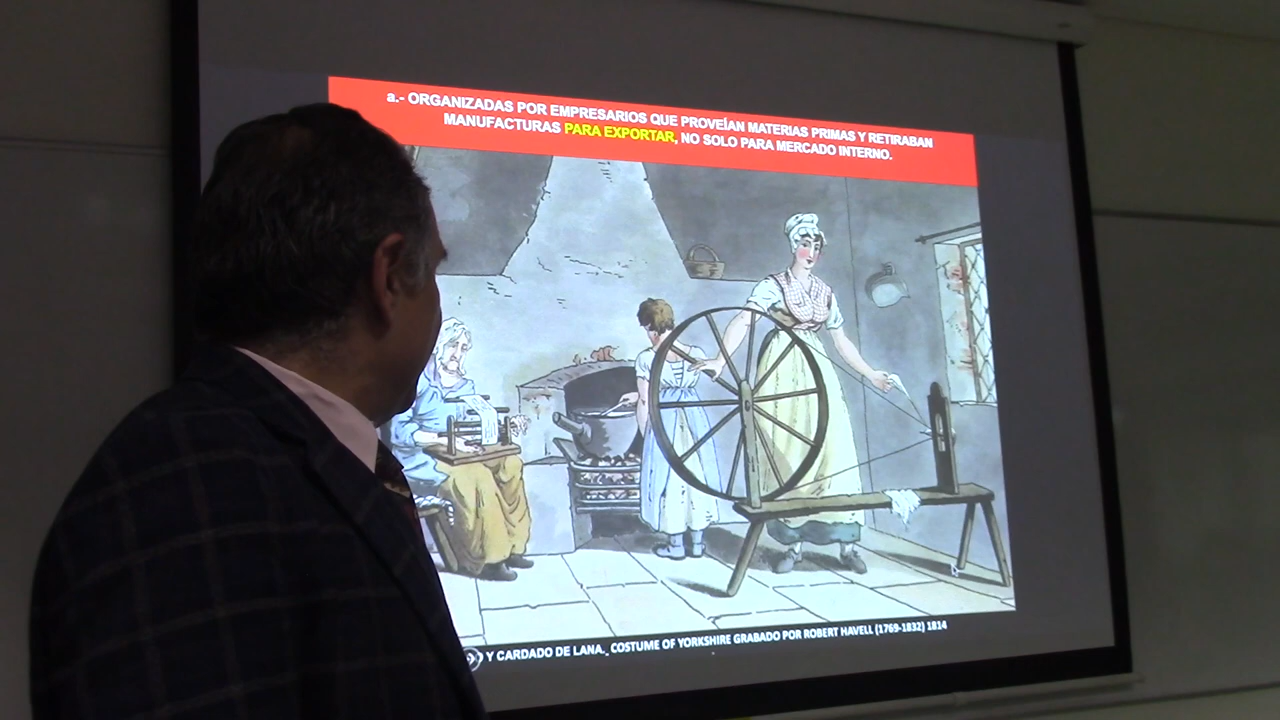 a.- ORGANIZADAS POR EMPRESARIOS QUE PROVEÍAN MATERIAS PRIMAS Y RETIRABAN
MANUFACTURAS PARA EXPORTAR, NO SOLO PARA MERCADO INTERNO.
Y CARDADO DE LANA._ COSTUME OF YORKSHIRE GRABADO POR ROBERT HAVELL (1769-1832) 1814